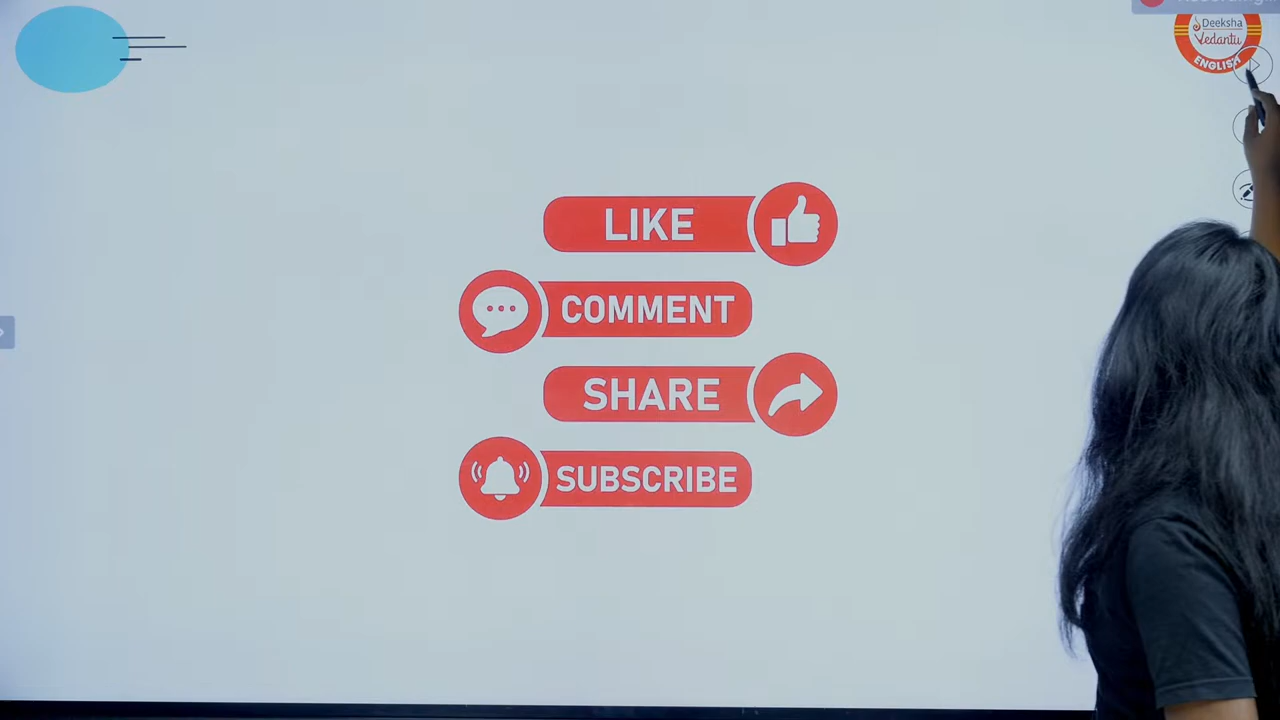 Deeksha
Vedantu
ENGLISH
LIKE
COMMENT
SHARE
SUBSCRIBE